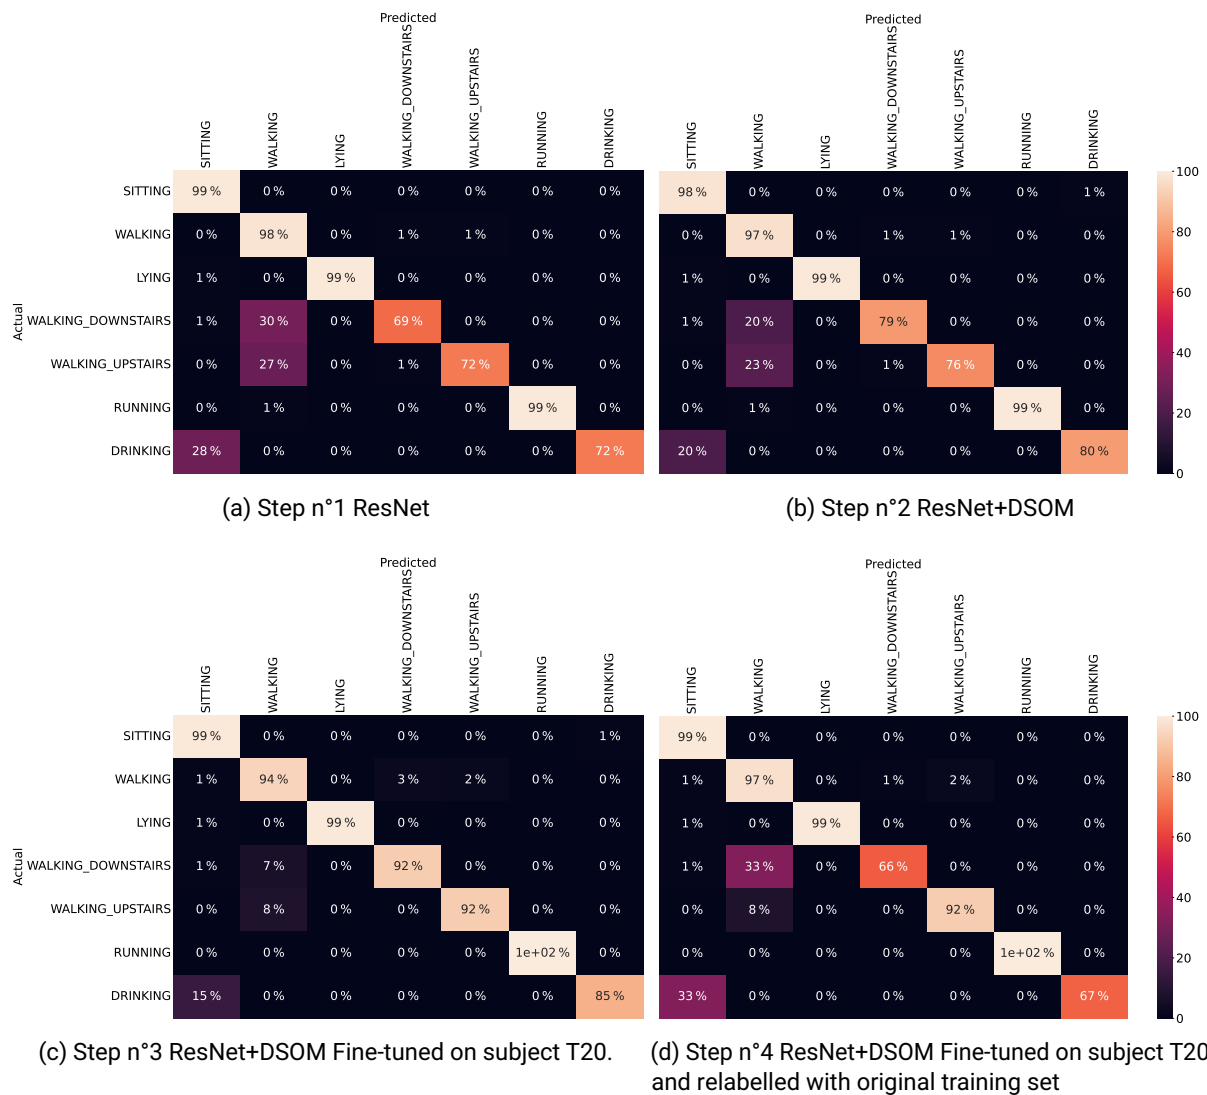 Predicted
SITTING WALKING LYING WALKING_DOWNSTAIRS WALKING_UPSTAIRS RUNNING DRINKING
Actual
SITTING 99 % 0 % 0 % 0 % 0 % 0 % 0 %
WALKING 0 % 98 % 0 % 1 % 1 % 0 % 0 %
LYING 1 % 0 % 99 % 0 % 0 % 0 % 0 %
WALKING_DOWNSTAIRS 1 % 30 % 0 % 69 % 0 % 0 % 0 %
WALKING_UPSTAIRS 0 % 27 % 0 % 1 % 72 % 0 % 0 %
RUNNING 0 % 1 % 0 % 0 % 0 % 99 % 0 %
DRINKING 28 % 0 % 0 % 0 % 0 % 0 % 72 %
(a) Step n°1 ResNet
Predicted
SITTING WALKING LYING WALKING_DOWNSTAIRS WALKING_UPSTAIRS RUNNING DRINKING
98 % 0 % 0 % 0 % 0 % 0 % 1 %
0 % 97 % 0 % 1 % 1 % 0 % 0 %
1 % 0 % 99 % 0 % 0 % 0 % 0 %
1 % 20 % 0 % 79 % 0 % 0 % 0 %
0 % 23 % 0 % 1 % 76 % 0 % 0 %
0 % 1 % 0 % 0 % 0 % 99 % 0 %
20 % 0 % 0 % 0 % 0 % 0 % 80 %
100
80
60
40
20
0
(b) Step n°2 ResNet+DSOM
Predicted
SITTING WALKING LYING WALKING_DOWNSTAIRS WALKING_UPSTAIRS RUNNING DRINKING
Actual
SITTING 99 % 0 % 0 % 0 % 0 % 0 % 1 %
WALKING 1 % 94 % 0 % 3 % 2 % 0 % 0 %
LYING 1 % 0 % 99 % 0 % 0 % 0 % 0 %
WALKING_DOWNSTAIRS 1 % 7 % 0 % 92 % 0 % 0 % 0 %
WALKING_UPSTAIRS 0 % 8 % 0 % 0 % 92 % 0 % 0 %
RUNNING 0 % 0 % 0 % 0 % 0 % 1e+02 % 0 %
DRINKING 15 % 0 % 0 % 0 % 0 % 0 % 85 %
(c) Step n°3 ResNet+DSOM Fine-tuned on subject T20.
Predicted
SITTING WALKING LYING WALKING_DOWNSTAIRS WALKING_UPSTAIRS RUNNING DRINKING
99 % 0 % 0 % 0 % 0 % 0 % 0 %
1 % 97 % 0 % 1 % 2 % 0 % 0 %
1 % 0 % 99 % 0 % 0 % 0 % 0 %
1 % 33 % 0 % 66 % 0 % 0 % 0 %
0 % 8 % 0 % 0 % 92 % 0 % 0 %
0 % 0 % 0 % 0 % 0 % 1e+02 % 0 %
33 % 0 % 0 % 0 % 0 % 0 % 67 %
100
80
60
40
20
0
(d) Step n°4 ResNet+DSOM Fine-tuned on subject T20
and relabelled with original training set